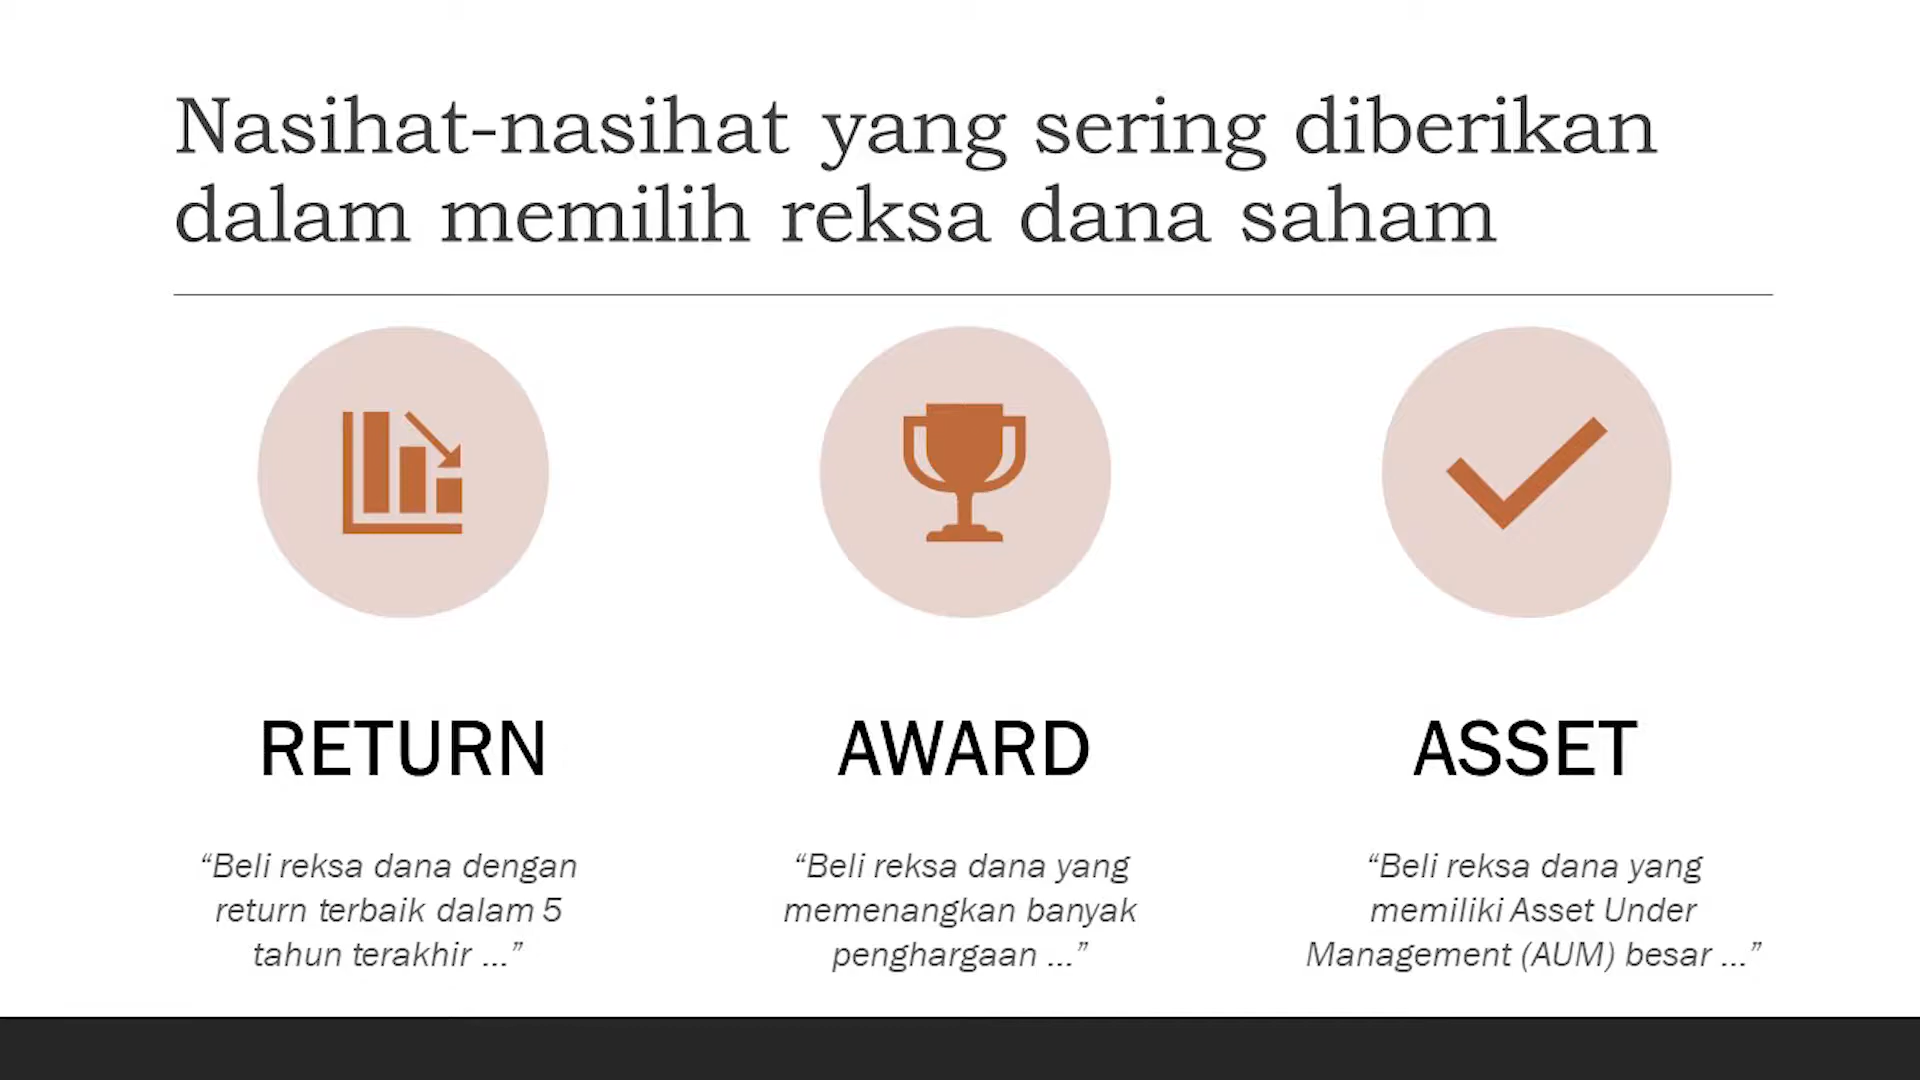 Nasihat-nasihat yang sering diberikan
dalam memilih reksa dana saham
RETURN
“Beli reksa dana dengan
return terbaik dalam 5
tahun terakhir ...”
AWARD
“Beli reksa dana yang
memenangkan banyak
penghargaan ...”
ASSET
“Beli reksa dana yang
memiliki Asset Under
Management (AUM) besar ...”